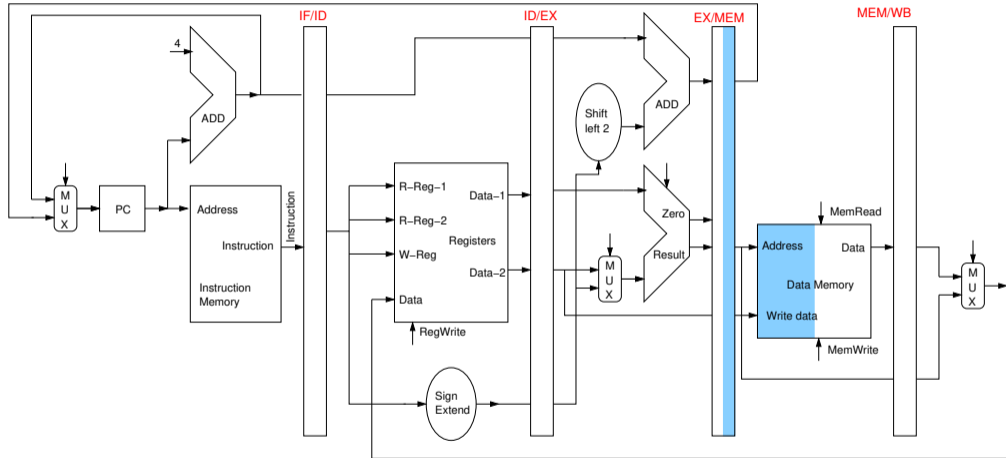 IF/ID
ID/EX
EX/MEM
MEM/WB
4
ADD
ADD
Shift
left 2
M
U
X
PC
Address
Instruction
Instruction
Memory
Instruction
R-Reg-1
R-Reg-2
W-Reg
Data
Data-1
Registers
Data-2
RegWrite
Sign
Extend
M
U
X
Zero
Result
MemRead
Address
Data
Data Memory
Write data
MemWrite
M
U
X